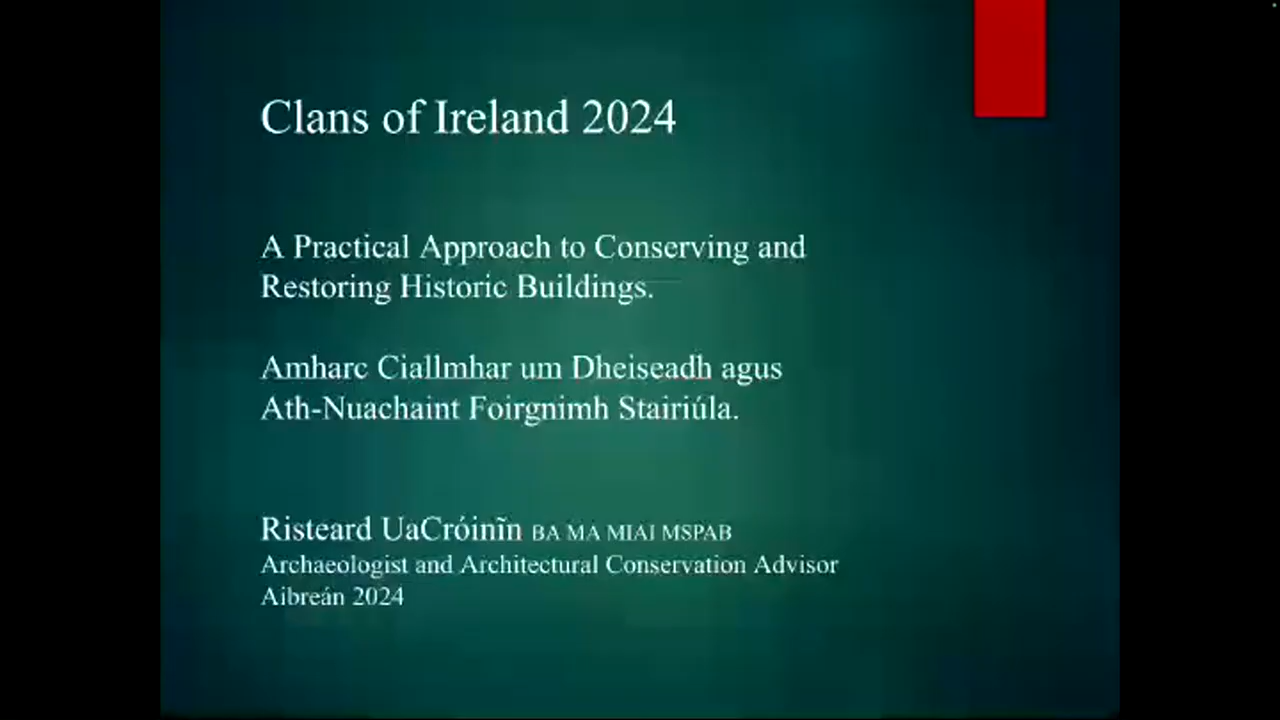 Clans of Ireland 2024
A Practical Approach to Conserving and
Restoring Historic Buildings.
Amharc Ciallmhar um Dheiseadh agus
Ath-Nuachaint Foirgnimh Stairiúla.
Risteard UaCróinĩn BA MA MIAI MSPAB
Archaeologist and Architectural Conservation Advisor
Aibreán 2024